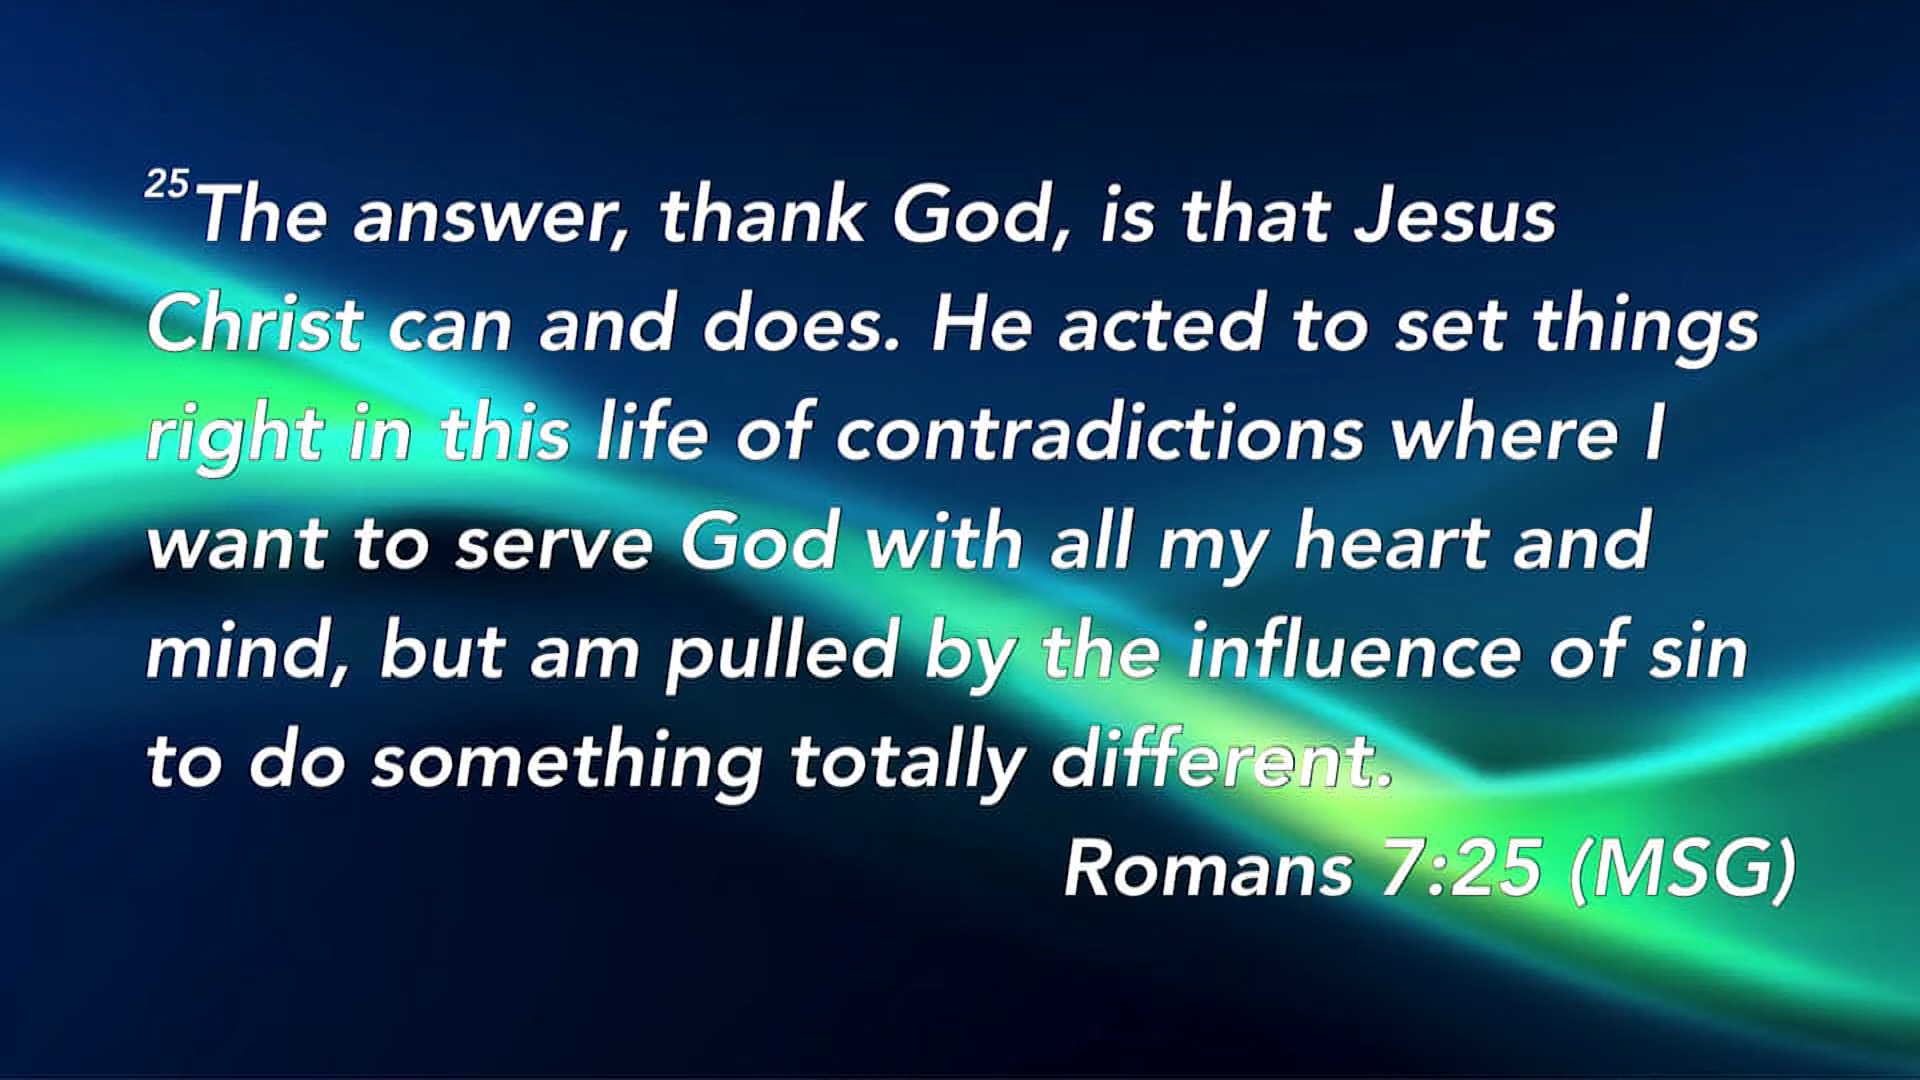 25The answer, thank God, is that Jesus
Christ can and does. He acted to set things
right in this life of contradictions where I
want to serve God with all my heart and
mind, but am pulled by the influence of sin
to do something totally different.
Romans 7:25 (MSG)